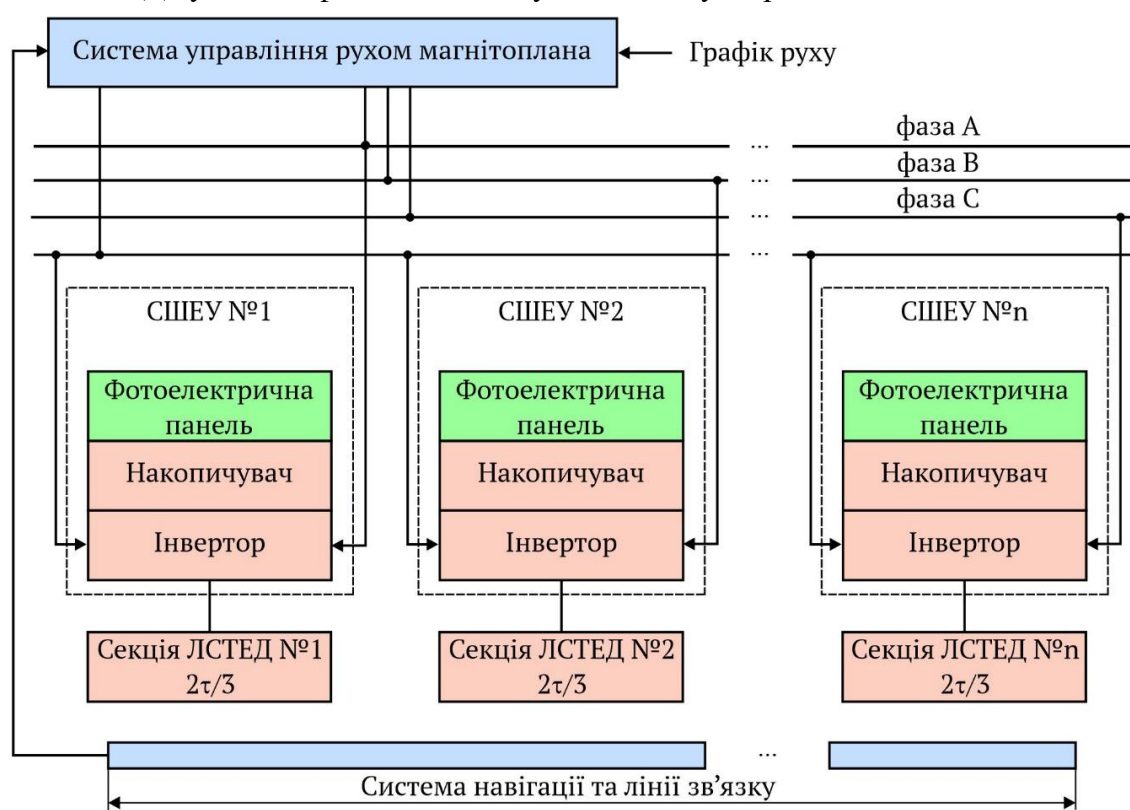 Система управління рухом магнітоплана
Графік руху
фаза А
...
фаза В
...
фаза С
...
...
СШЕУ №1
СШЕУ №2
СШЕУ №n
Фотоелектрична
панель
Накопичувач
Інвертор
Фотоелектрична
панель
Накопичувач
Інвертор
Фотоелектрична
панель
Накопичувач
Інвертор
Секція ЛСТЕД №1
2τ/3
Секція ЛСТЕД №2
2τ/3
Секція ЛСТЕД №n
2τ/3
...
Система навігації та лінії зв’язку